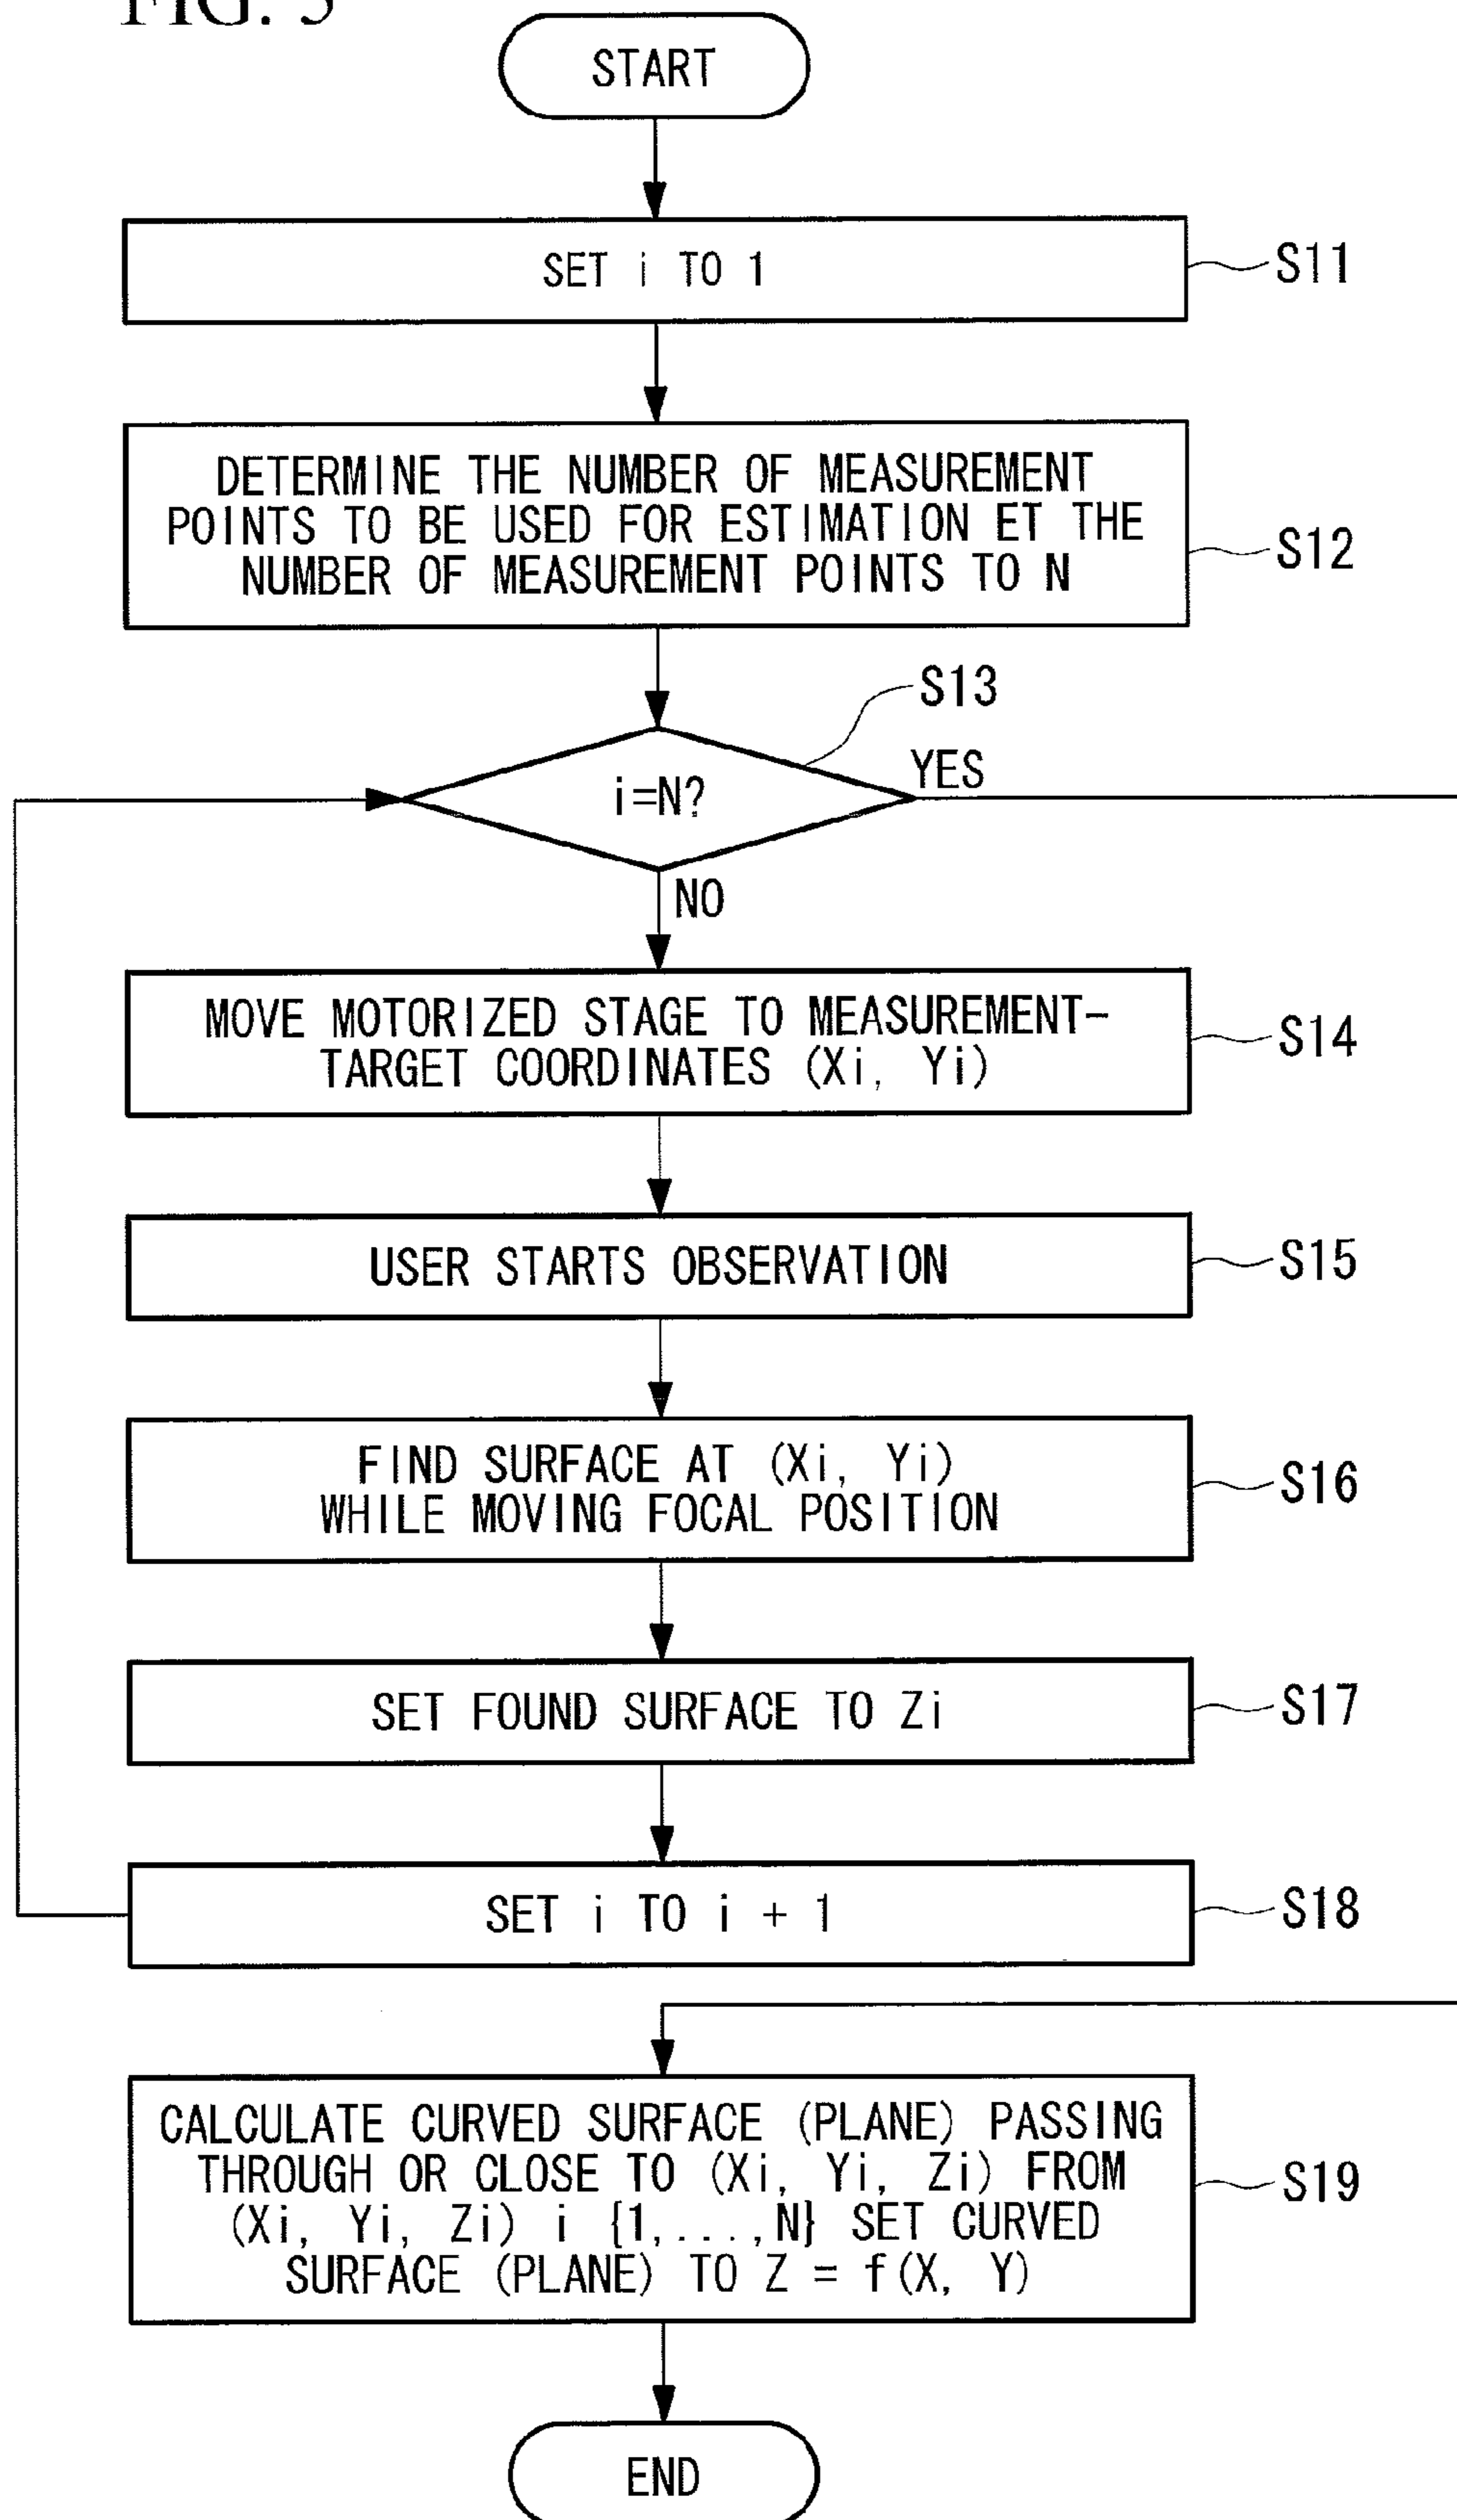 FIG. 5
START
SET i TO 1
S11
DETERMINE THE NUMBER OF MEASUREMENT
POINTS TO BE USED FOR ESTIMATION ET THE
NUMBER OF MEASUREMENT POINTS TO N
S12
S13
i=N?
YES
NO
MOVE MOTORIZED STAGE TO MEASUREMENT-
TARGET COORDINATES (Xi, Yi)
S14
USER STARTS OBSERVATION
S15
FIND SURFACE AT (Xi, Yi)
WHILE MOVING FOCAL POSITION
S16
SET FOUND SURFACE TO Zi
S17
SET i TO i + 1
S18
CALCULATE CURVED SURFACE (PLANE) PASSING
THROUGH OR CLOSE TO (Xi, Yi, Zi) FROM
(Xi, Yi, Zi) i {1,...,N} SET CURVED
SURFACE (PLANE) TO Z = f(X, Y)
S19
END